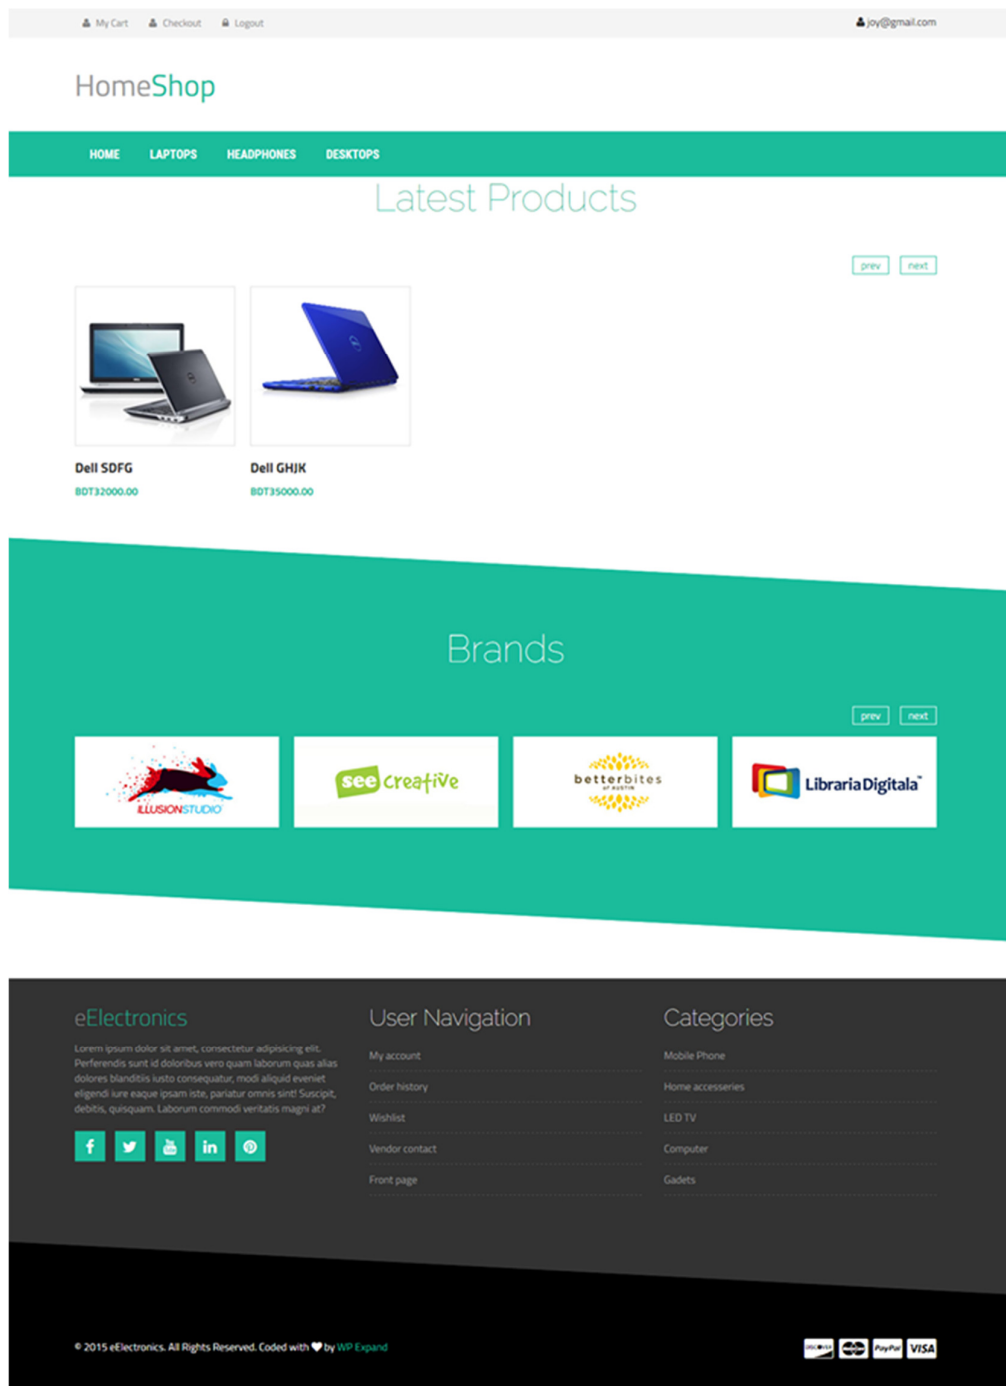 My Cart Checkout Logout joy@gmail.com
HomeShop
HOME LAPTOPS HEADPHONES DESKTOPS
Latest Products
prev next
Dell SDFG Dell GHJK
BDT32000.00 BDT35000.00
Brands
prev next
ILLUSIONSTUDIO
see creative
betterbites
OF AUSTIN
Libraria Digitala™
eElectronics
Lorem ipsum dolor sit amet, consectetur adipisicing elit.
Perferendis sunt id doloribus vero quam laborum quas alias
dolores blanditiis iusto consequatur, modi aliquid eveniet
eligendi iure eaque ipsam iste, pariatur omnis sint! Suscipit,
debitis, quisquam. Laborum commodi veritatis magni at?
User Navigation
My account
Order history
Wishlist
Vendor contact
Front page
Categories
Mobile Phone
Home accesseries
LED TV
Computer
Gadets
© 2015 eElectronics. All Rights Reserved. Coded with by WP Expand
DISCOVER PayPal VISA